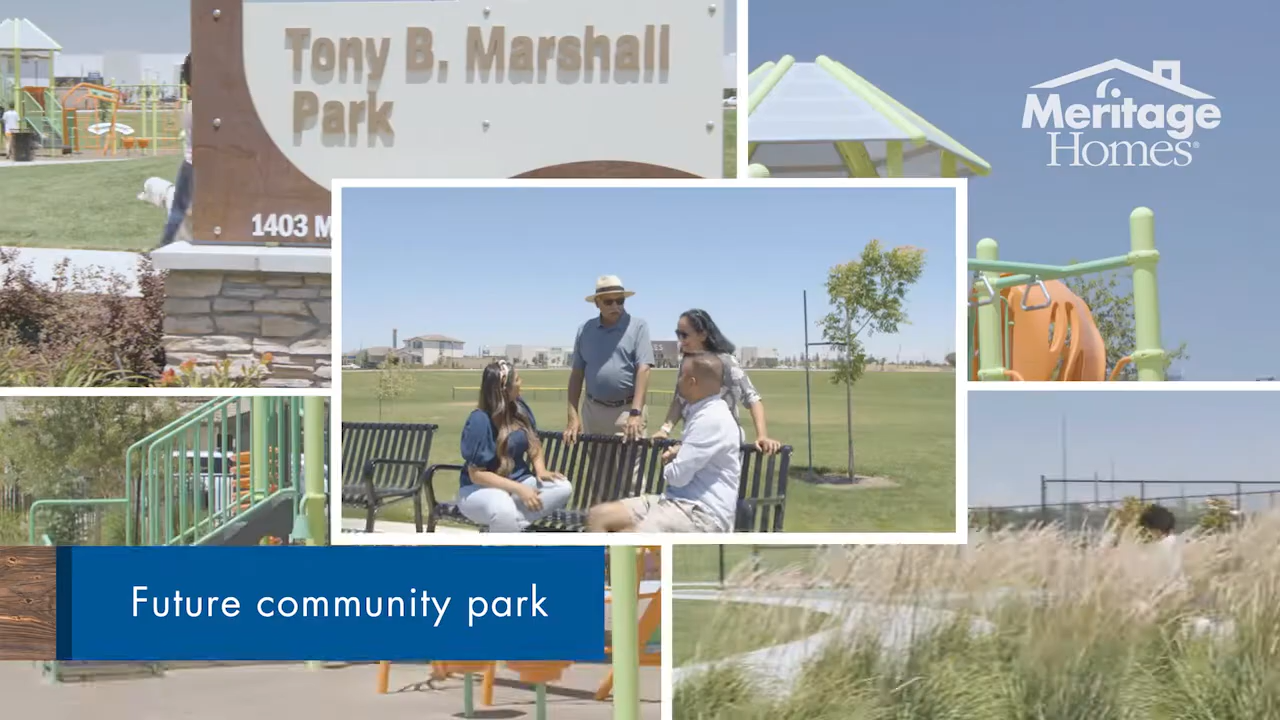 Tony B. Marshall
Park
1403 M
Meritage
Homes
Future community park